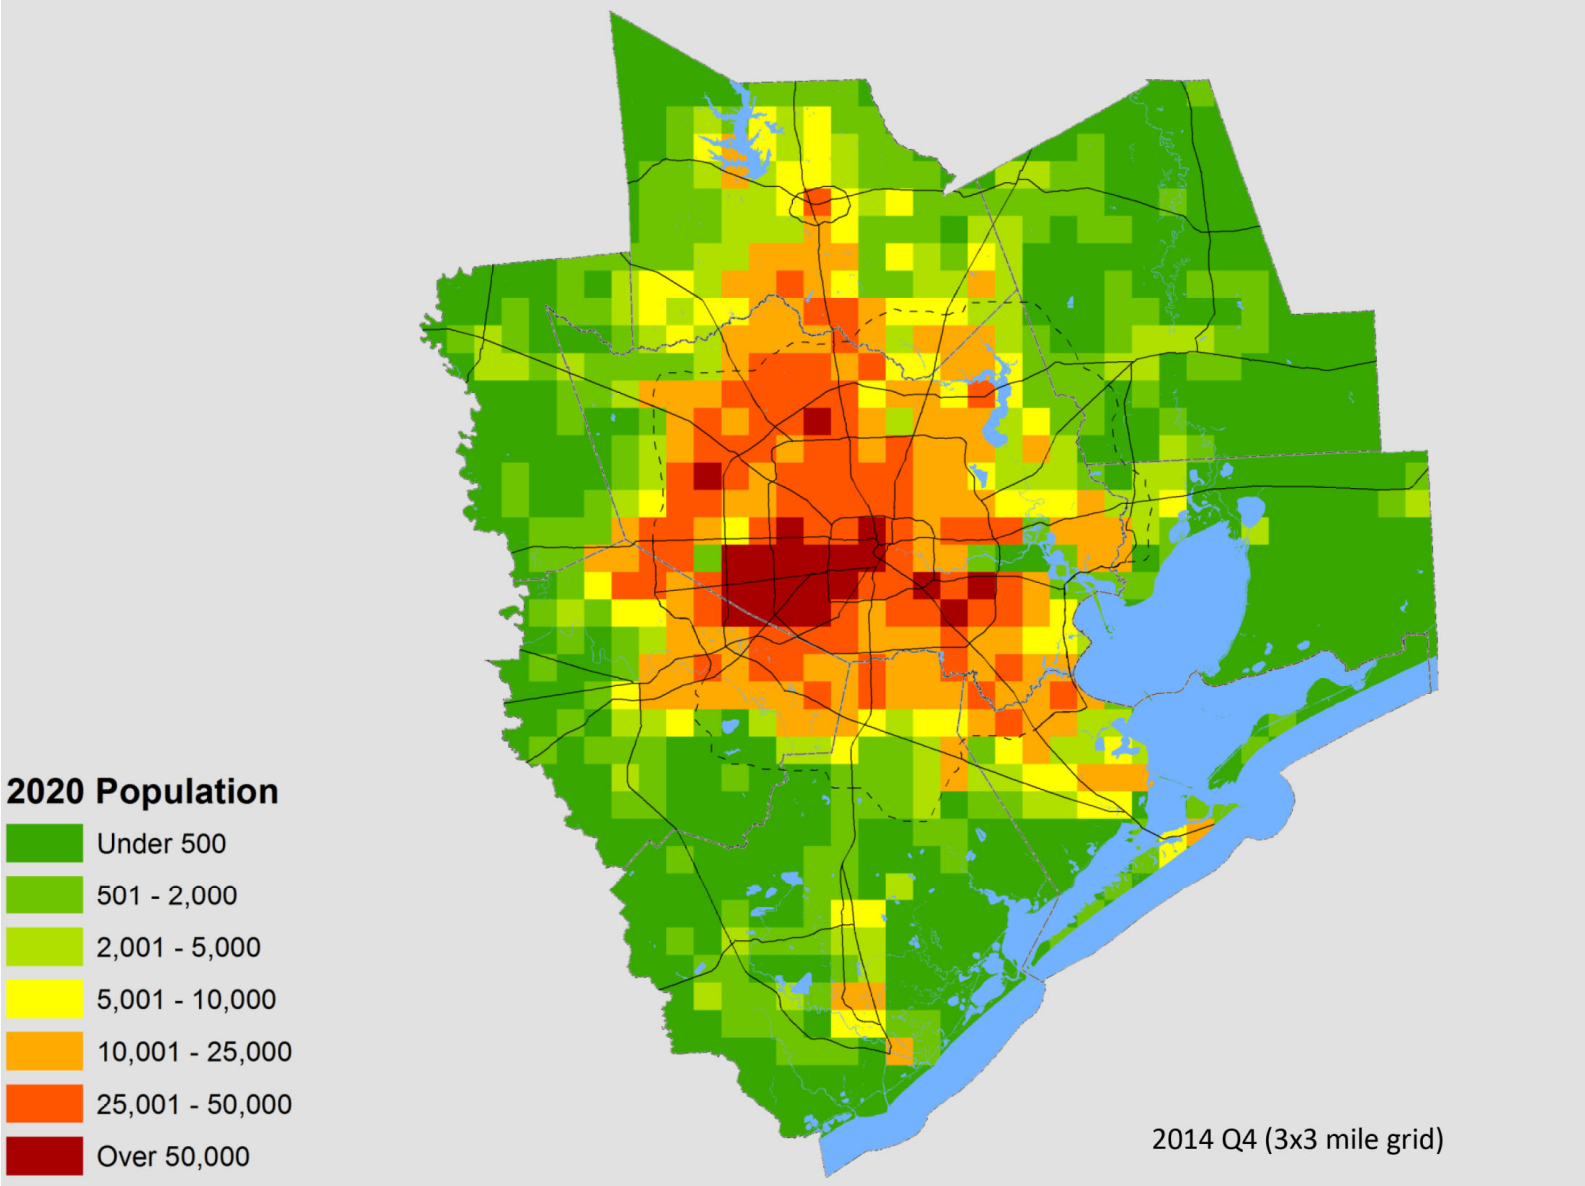 2020 Population
Under 500
501 - 2,000
2,001 - 5,000
5,001 - 10,000
10,001 - 25,000
25,001 - 50,000
Over 50,000
2014 Q4 (3x3 mile grid)